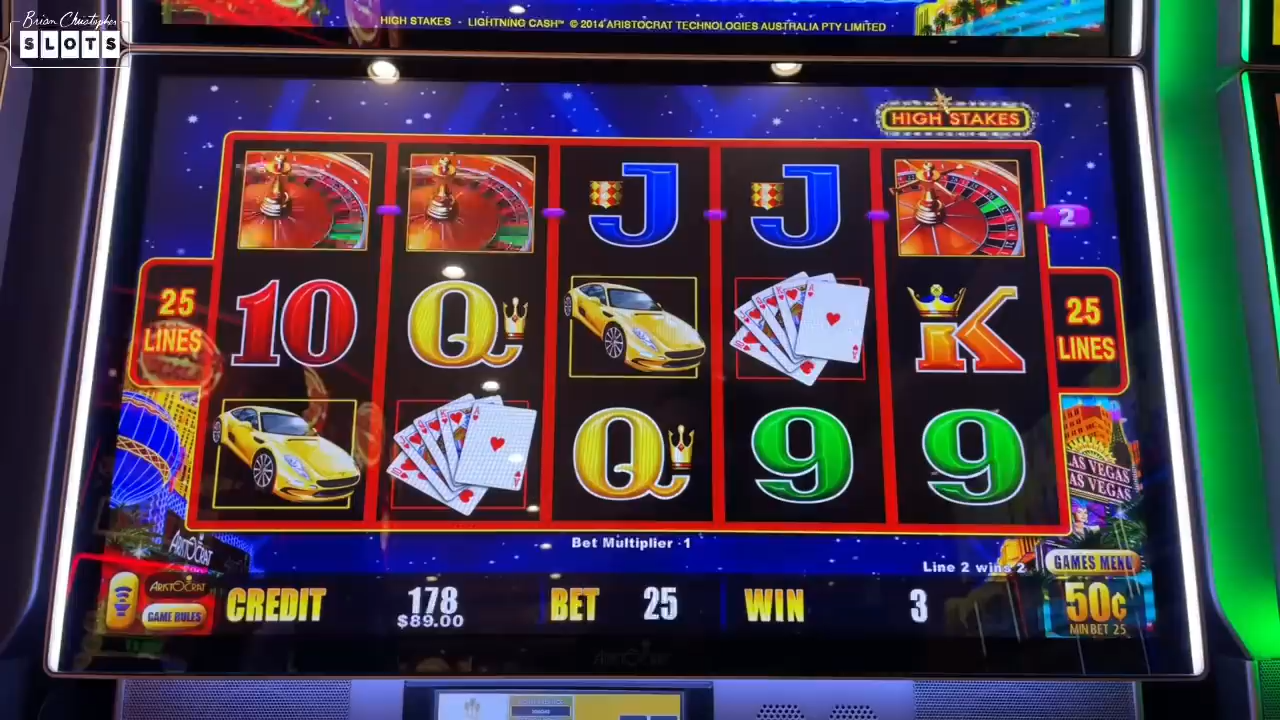 Brian Christopher
SLOTS
HIGH STAKES - LIGHTNING CASH™ © 2014 ARISTOCRAT TECHNOLOGIES AUSTRALIA PTY LIMITED
HIGH STAKES
J
J
2
25
LINES
10
Q
K
25
LINES
Q
9
9
LAS VEGAS
LAS VEGAS
Bet Multiplier 1
Line 2 wins 2
ARISTOCRAT
ARISTOCRAT
GAME RULES
CREDIT
178
$89.00
BET
25
WIN
3
GAMES MENU
50¢
MIN BET 25
ARISTOCRAT